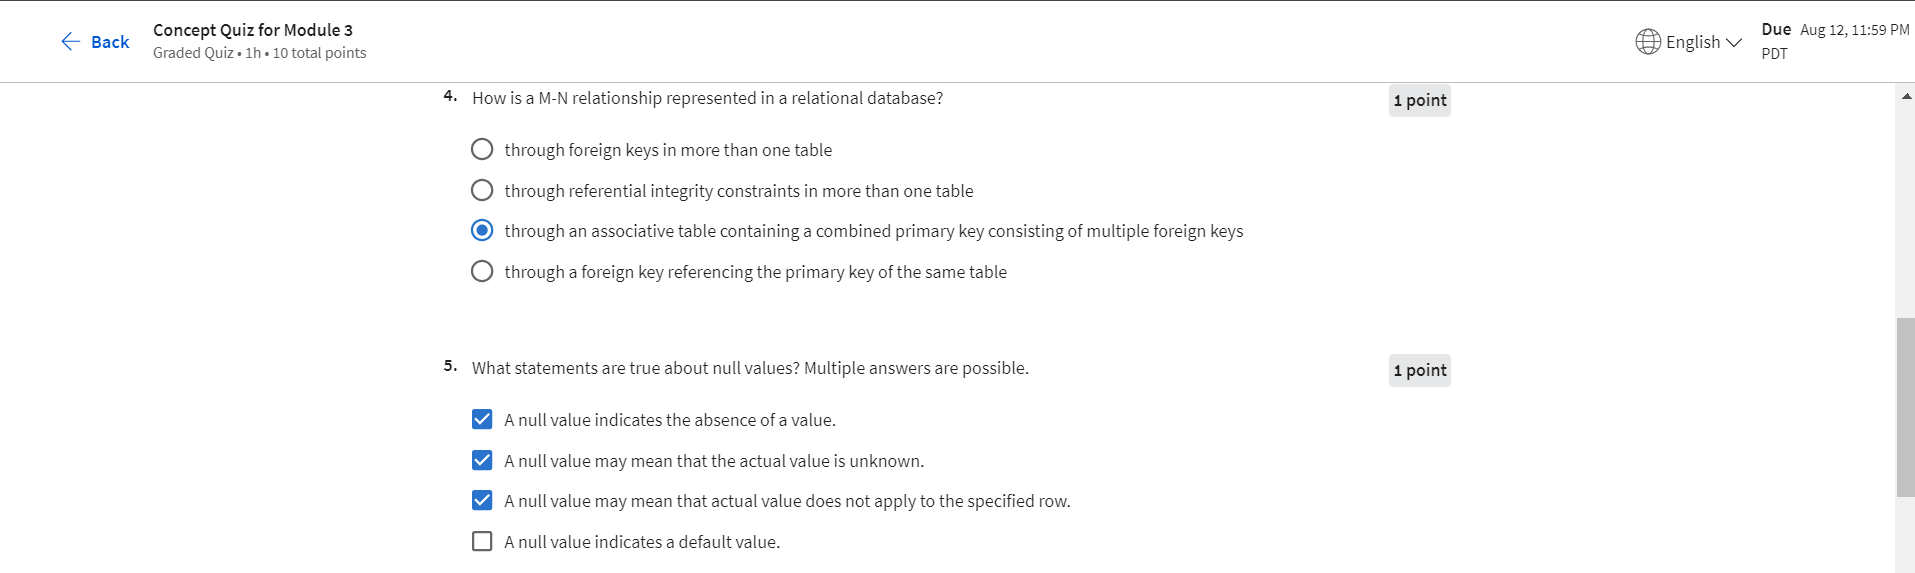 Back
Concept Quiz for Module 3
Graded Quiz • 1h • 10 total points
English
Due Aug 12, 11:59 PM
PDT
4. How is a M-N relationship represented in a relational database?
1 point
through foreign keys in more than one table
through referential integrity constraints in more than one table
through an associative table containing a combined primary key consisting of multiple foreign keys
through a foreign key referencing the primary key of the same table
5. What statements are true about null values? Multiple answers are possible.
1 point
A null value indicates the absence of a value.
A null value may mean that the actual value is unknown.
A null value may mean that actual value does not apply to the specified row.
A null value indicates a default value.